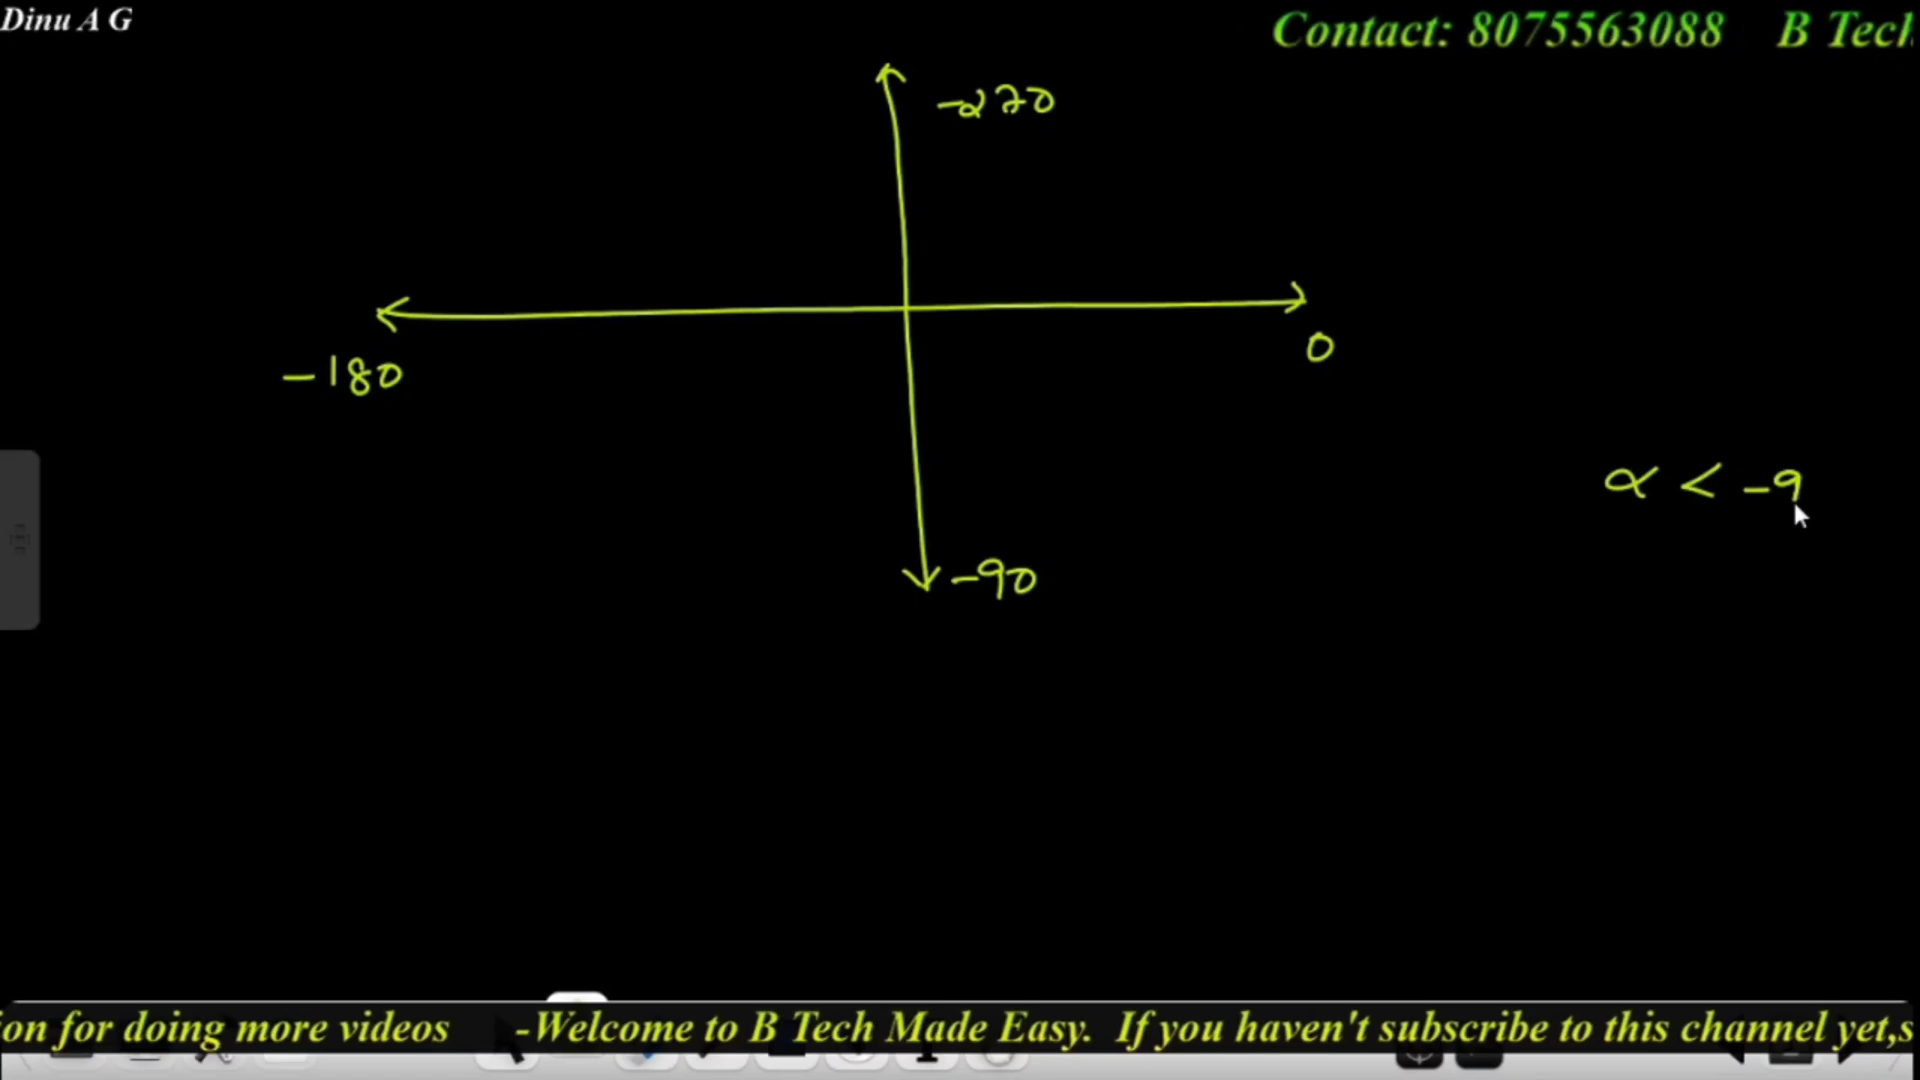 Dinu A G
Contact: 8075563088 B Tech
-270
-180
0
α < -9
-90
ion for doing more videos -Welcome to B Tech Made Easy. If you haven't subscribe to this channel yet,s